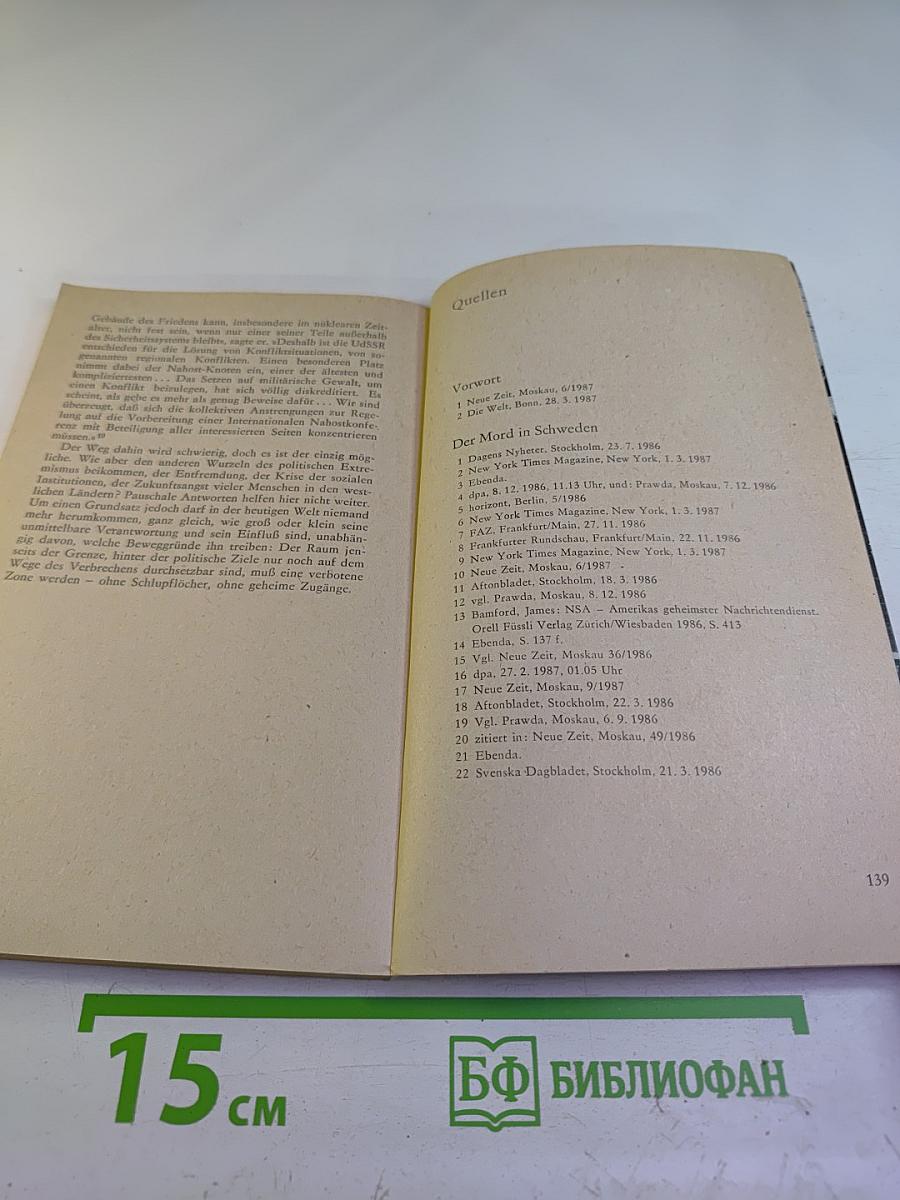 Gebäude des Friedens kann, insbesondere im nuklearen Zeit-
alter, nicht fest sein, wenn nur einer seiner Teile außerhalb
des Sicherheitssystems bleibt«, sagte er. »Deshalb ist die UdSSR
entschieden für die Lösung von Konfliktsituationen, von so-
genannten regionalen Konflikten. Einen besonderen Platz
nimmt dabei der Nahost-Knoten ein, einer der ältesten und
kompliziertesten... Das Setzen auf militärische Gewalt, um
einen Konflikt beizulegen, hat sich völlig diskreditiert. Es
scheint, als gebe es mehr als genug Beweise dafür... Wir sind
überzeugt, daß sich die kollektiven Anstrengungen zur Rege-
lung auf die Vorbereitung einer Internationalen Nahostkonfe-
renz mit Beteiligung aller interessierten Seiten konzentrieren
müssen.«
Der Weg dahin wird schwierig, doch es ist der einzig mög-
liche. Wie aber den anderen Wurzeln des politischen Extre-
mismus beikommen, der Entfremdung, der Krise der sozialen
Institutionen, der Zukunftsangst vieler Menschen in den west-
lichen Ländern? Pauschale Antworten helfen hier nicht weiter.
Um einen Grundsatz jedoch darf in der heutigen Welt niemand
mehr herumkommen, ganz gleich, wie groß oder klein seine
unmittelbare Verantwortung und sein Einfluß sind, unabhän-
gig davon, welche Beweggründe ihn treiben: Der Raum jen-
seits der Grenze, hinter der politische Ziele nur noch auf dem
Wege des Verbrechens durchsetzbar sind, muß eine verbotene
Zone werden – ohne Schlupflöcher, ohne geheime Zugänge.
Quellen
Vorwort
1 Neue Zeit, Moskau, 6/1987
2 Die Welt, Bonn, 28. 3. 1987
Der Mord in Schweden
1 Dagens Nyheter, Stockholm, 23. 7. 1986
2 New York Times Magazine, New York, 1. 3. 1987
3 Ebenda.
4 dpa, 8. 12. 1986, 11.13 Uhr, und: Prawda, Moskau, 7. 12. 1986
5 horizont, Berlin, 5/1986
6 New York Times Magazine, New York, 1. 3. 1987
7 FAZ, Frankfurt/Main, 27. 11. 1986
8 Frankfurter Rundschau, Frankfurt/Main, 22. 11. 1986
9 New York Times Magazine, New York, 1. 3. 1987
10 Neue Zeit, Moskau, 6/1987
11 Aftonbladet, Stockholm, 18. 3. 1986
12 vgl. Prawda, Moskau, 8. 12. 1986
13 Bamford, James: NSA – Amerikas geheimster Nachrichtendienst.
Orell Füssli Verlag Zürich/Wiesbaden 1986, S. 413
14 Ebenda, S. 137 f.
15 Vgl. Neue Zeit, Moskau 36/1986
16 dpa, 27. 2. 1987, 01.05 Uhr
17 Neue Zeit, Moskau, 9/1987
18 Aftonbladet, Stockholm, 22. 3. 1986
19 Vgl. Prawda, Moskau, 6. 9. 1986
20 zitiert in: Neue Zeit, Moskau, 49/1986
21 Ebenda.
22 Svenska Dagbladet, Stockholm, 21. 3. 1986
139
15 см
БФ БИБЛИОФАН